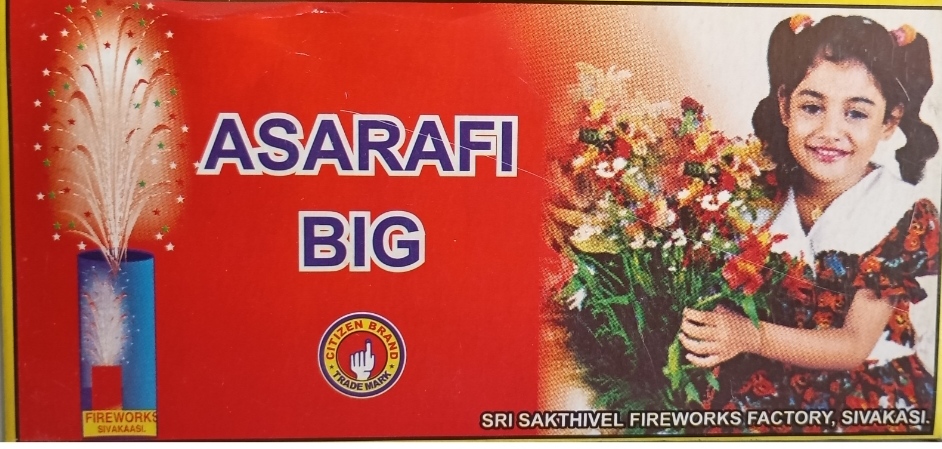 ASARAFI
BIG
CITIZEN BRAND
TRADE MARK
FIREWORKS
SIVAKAASI.
SRI SAKTHIVEL FIREWORKS FACTORY, SIVAKASI.